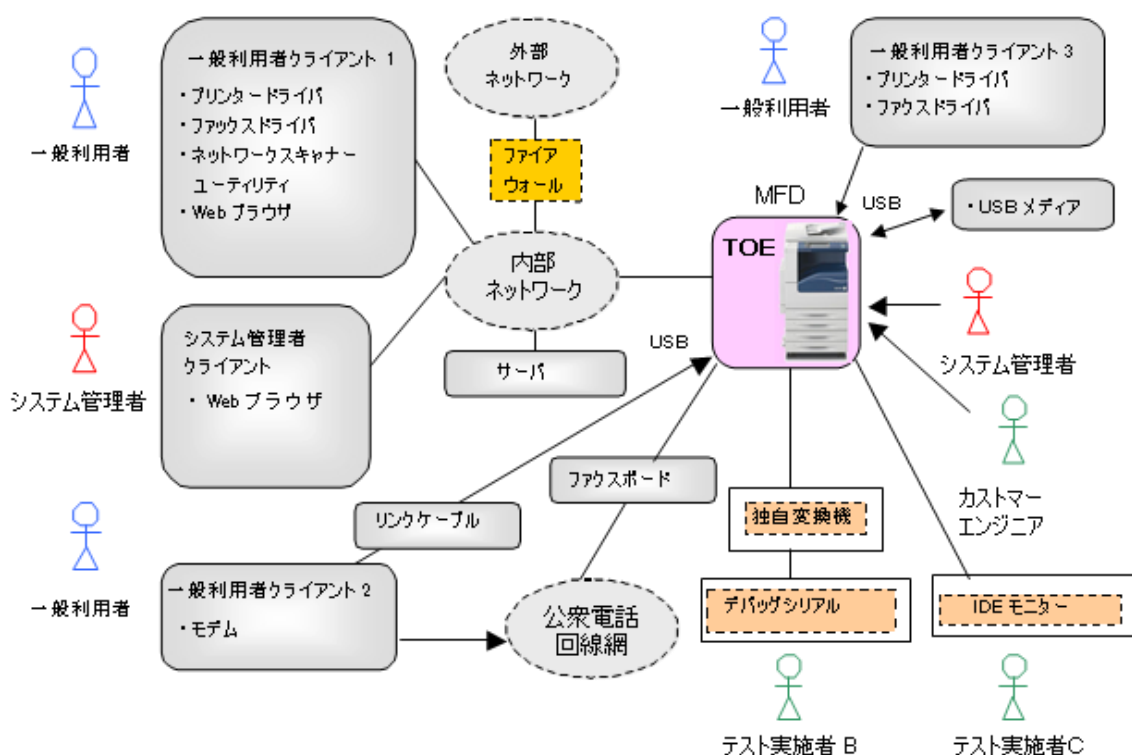 一般利用者クライアント 1
・プリンタードライバ
・ファックスドライバ
・ネットワークスキャナー
ユーティリティ
・Web ブラウザ
一般利用者
外部
ネットワーク
ファイア
ウォール
内部
ネットワーク
サーバ
一般利用者
一般利用者クライアント 3
・プリンタードライバ
・ファクスドライバ
MFD
USB
・USB メディア
TOE
システム管理者
システム管理者
クライアント
・ Web ブラウザ
システム管理者
USB
カストマー
エンジニア
ファクスボード
リンクケーブル
一般利用者
一般利用者クライアント 2
・モデム
公衆電話
回線網
独自変換機
デバッグシリアル
IDE モニター
テスト実施者 B
テスト実施者C